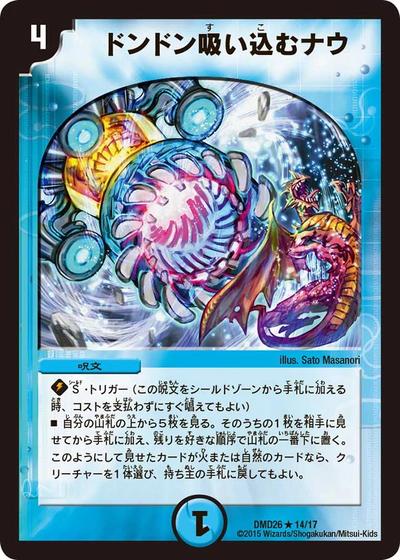 4
ドンドン吸い込むナウ
illus. Sato Masanori
呪文
S・トリガー (この呪文をシールドゾーンから手札に加える
時、コストを支払わずにすぐ唱えてもよい)
■ 自分の山札の上から5枚を見る。そのうちの1枚を相手に見
せてから手札に加え、残りを好きな順序で山札の一番下に置く。
このようにして見せたカードが火または自然のカードなら、ク
リーチャーを1体選び、持ち主の手札に戻してもよい。
1
DMD26 ★ 14/17
©2015 Wizards/Shogakukan/Mitsui-Kids